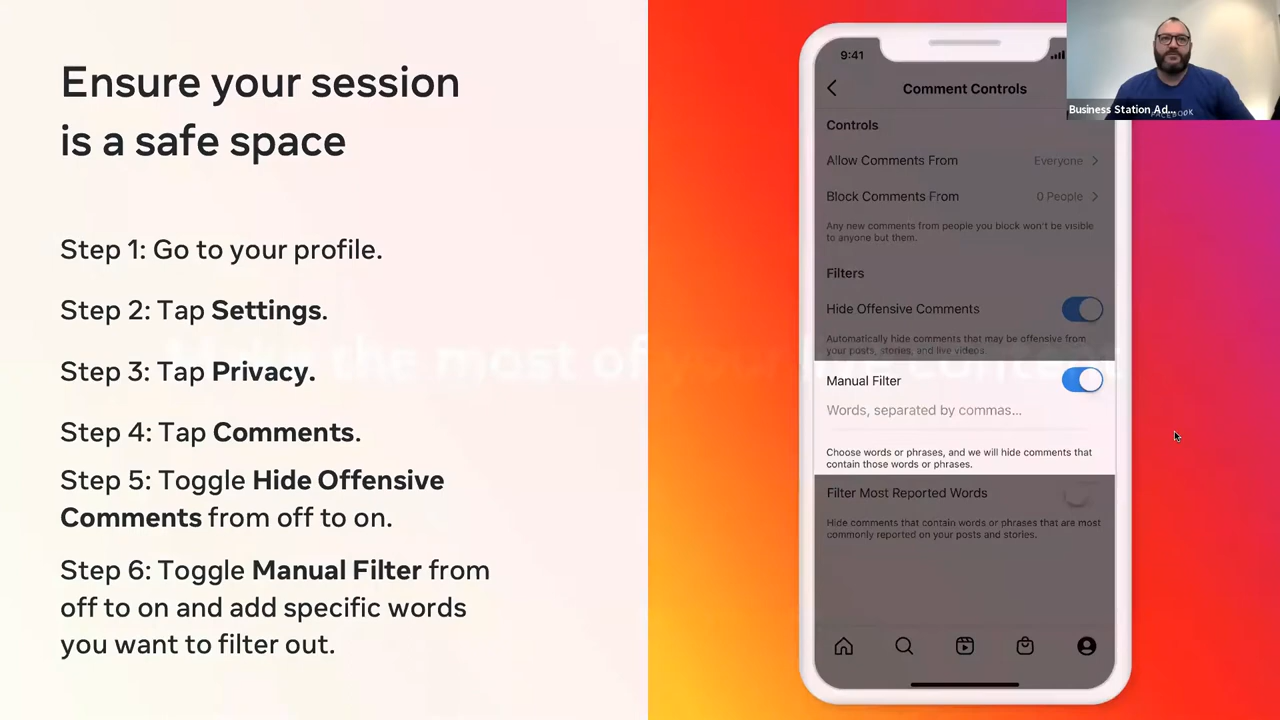 Ensure your session
is a safe space
Step 1: Go to your profile.
Step 2: Tap Settings.
Step 3: Tap Privacy.
Step 4: Tap Comments.
Step 5: Toggle Hide Offensive
Comments from off to on.
Step 6: Toggle Manual Filter from
off to on and add specific words
you want to filter out.
9:41
Comment Controls
Controls
Allow Comments From Everyone
Block Comments From 0 People
Any new comments from people you block won't be visible
to anyone but them.
Filters
Hide Offensive Comments
Automatically hide comments that may be offensive from
your posts, stories, and live videos.
the most of your live content
Manual Filter
Words, separated by commas...
Choose words or phrases, and we will hide comments that
contain those words or phrases.
Filter Most Reported Words
Hide comments that contain words or phrases that are most
commonly reported on your posts and stories.
Business Station Ad...
FACEBOOK